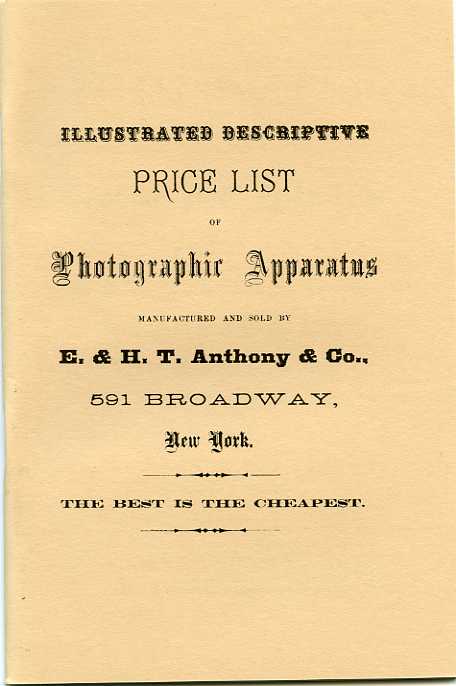 ILLUSTRATED DESCRIPTIVE
PRICE LIST
OF
Photographic Apparatus
MANUFACTURED AND SOLD BY
E. & H. T. Anthony & Co.,
591 BROADWAY,
New York.
THE BEST IS THE CHEAPEST.